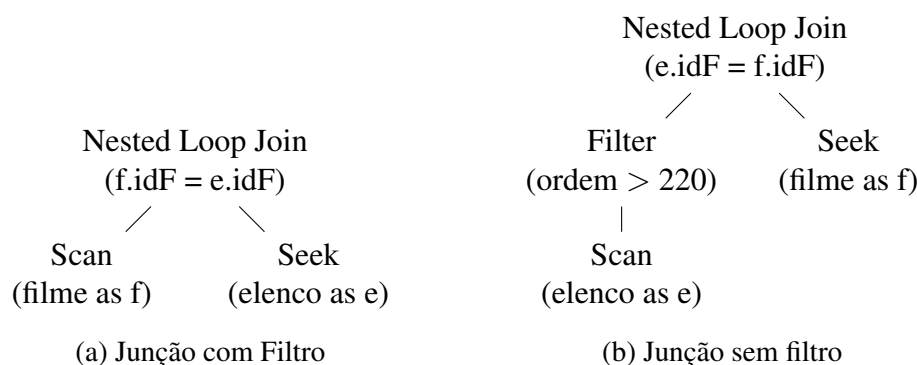 Nested Loop Join
(f.idF = e.idF)
Scan
(filme as f)
Seek
(elenco as e)
(a) Junção com Filtro
Nested Loop Join
(e.idF = f.idF)
Filter
(ordem > 220)
Seek
(filme as f)
Scan
(elenco as e)
(b) Junção sem filtro